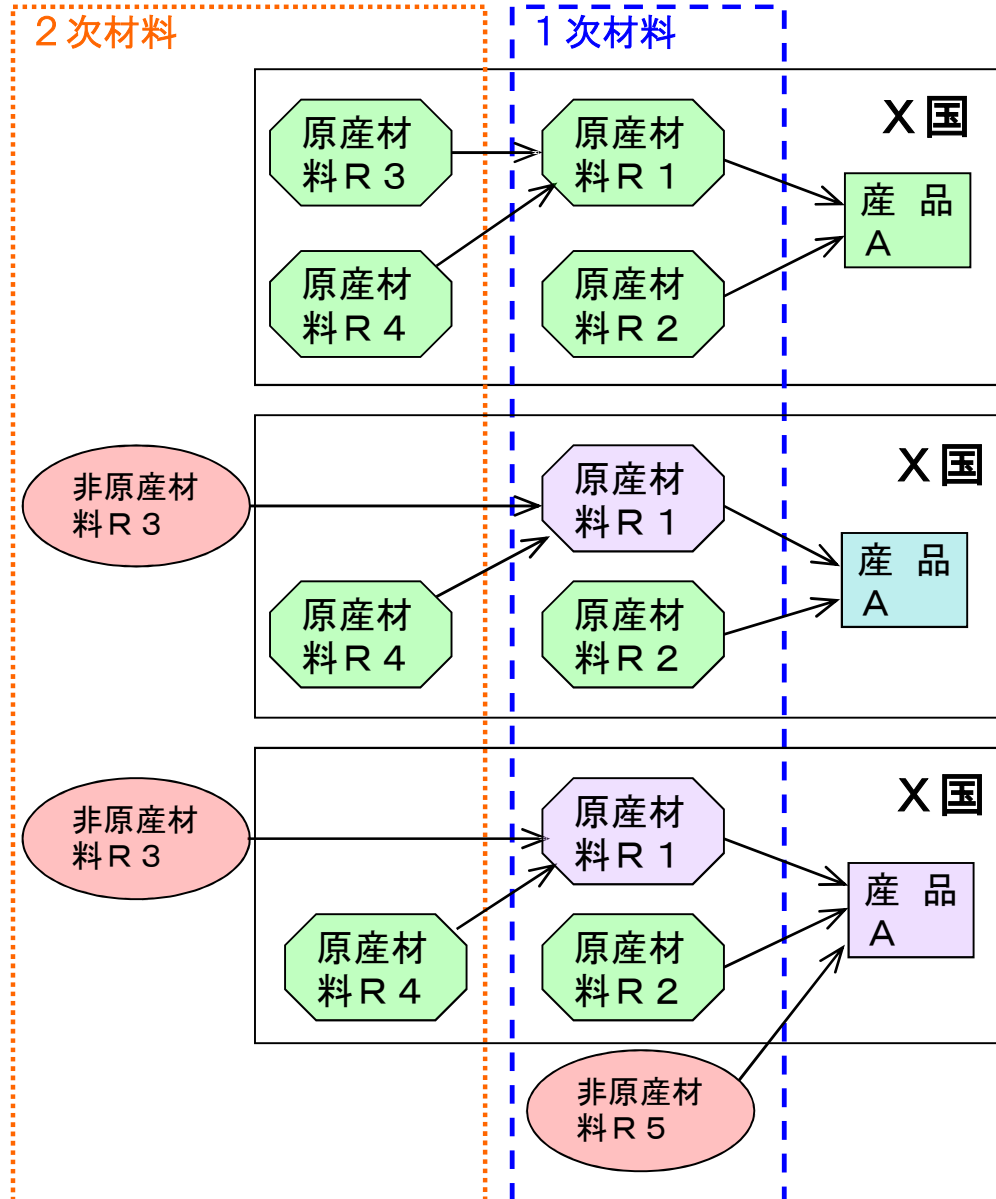 ２次材料
１次材料
X国
原産材
料Ｒ３
原産材
料Ｒ１
産 品
Ａ
原産材
料Ｒ４
原産材
料Ｒ２
X国
非原産材
料Ｒ３
原産材
料Ｒ１
産 品
Ａ
原産材
料Ｒ４
原産材
料Ｒ２
X国
非原産材
料Ｒ３
原産材
料Ｒ１
産 品
Ａ
原産材
料Ｒ４
原産材
料Ｒ２
非原産材
料Ｒ５